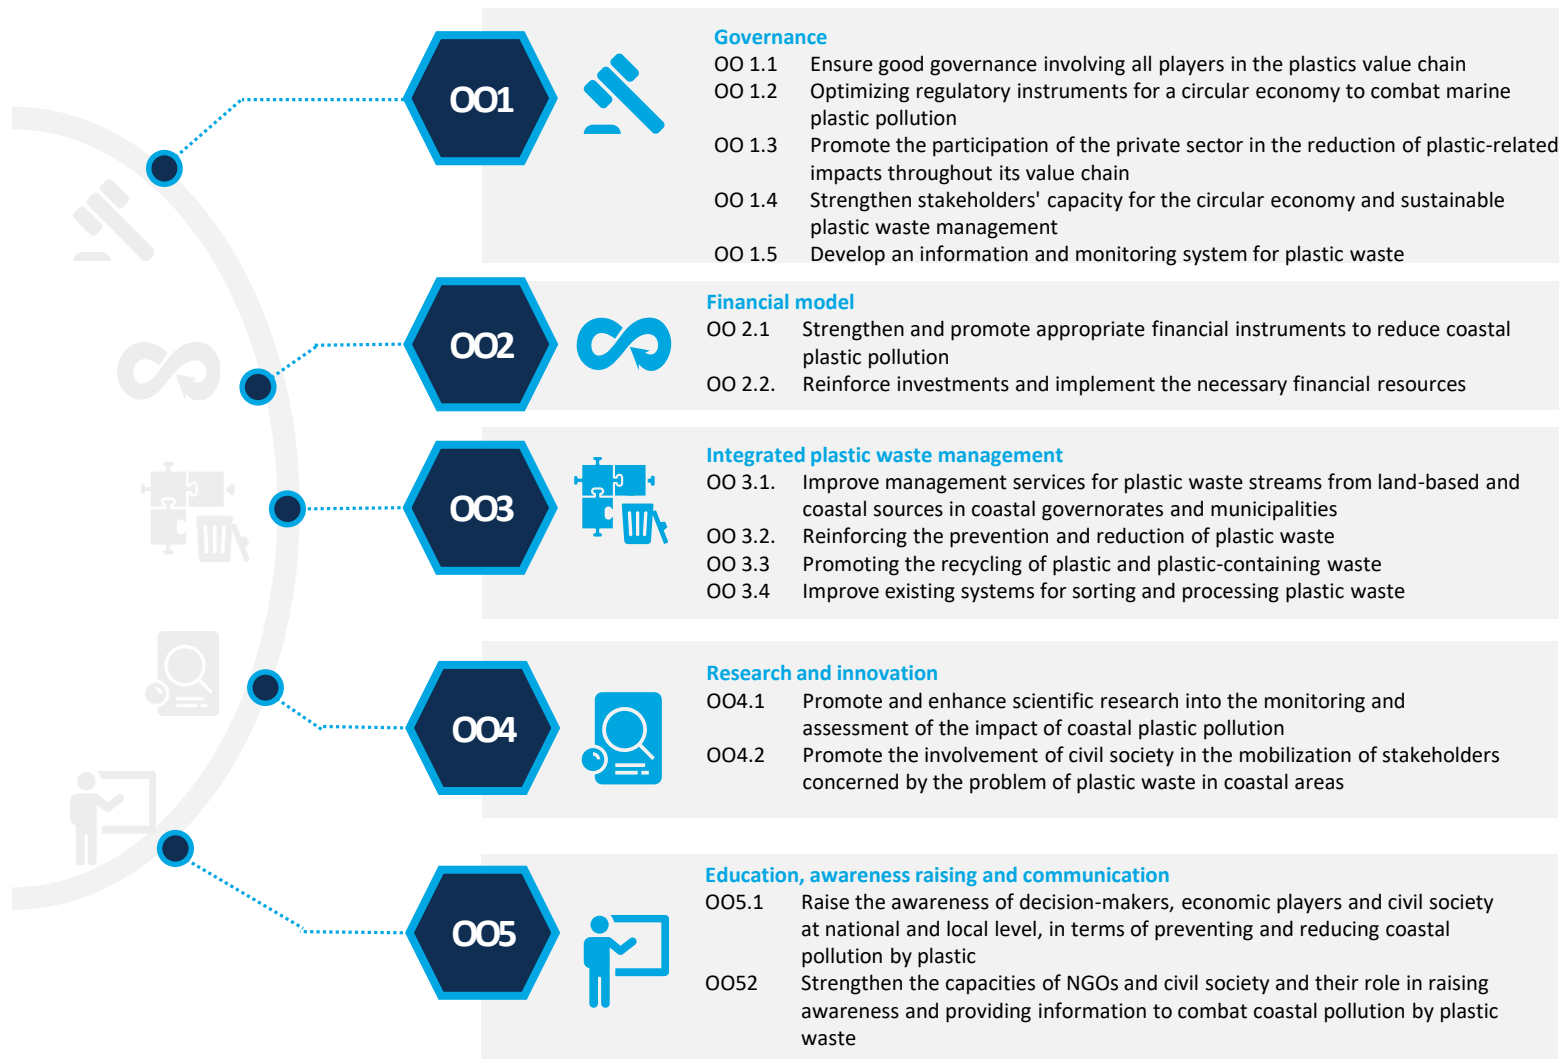 OO1
Governance
OO 1.1 Ensure good governance involving all players in the plastics value chain
OO 1.2 Optimizing regulatory instruments for a circular economy to combat marine
plastic pollution
OO 1.3 Promote the participation of the private sector in the reduction of plastic-related
impacts throughout its value chain
OO 1.4 Strengthen stakeholders' capacity for the circular economy and sustainable
plastic waste management
OO 1.5 Develop an information and monitoring system for plastic waste
OO2
Financial model
OO 2.1 Strengthen and promote appropriate financial instruments to reduce coastal
plastic pollution
OO 2.2. Reinforce investments and implement the necessary financial resources
OO3
Integrated plastic waste management
OO 3.1. Improve management services for plastic waste streams from land-based and
coastal sources in coastal governorates and municipalities
OO 3.2. Reinforcing the prevention and reduction of plastic waste
OO 3.3 Promoting the recycling of plastic and plastic-containing waste
OO 3.4 Improve existing systems for sorting and processing plastic waste
OO4
Research and innovation
OO4.1 Promote and enhance scientific research into the monitoring and
assessment of the impact of coastal plastic pollution
OO4.2 Promote the involvement of civil society in the mobilization of stakeholders
concerned by the problem of plastic waste in coastal areas
OO5
Education, awareness raising and communication
OO5.1 Raise the awareness of decision-makers, economic players and civil society
at national and local level, in terms of preventing and reducing coastal
pollution by plastic
OO52 Strengthen the capacities of NGOs and civil society and their role in raising
awareness and providing information to combat coastal pollution by plastic
waste